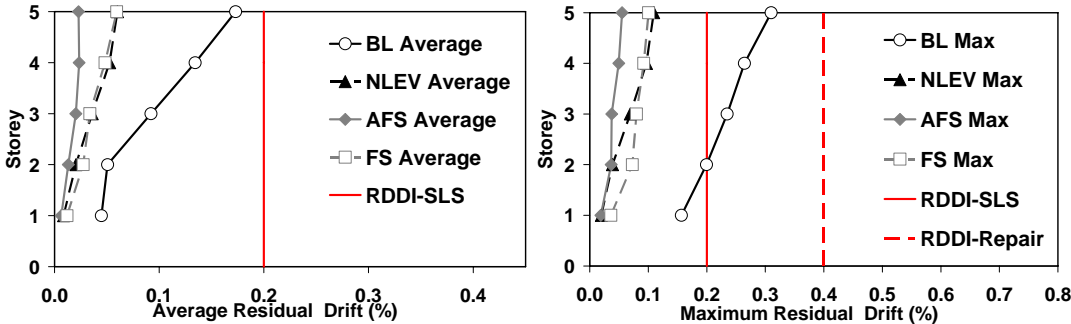 5
4
3
2
1
0
Storey
0.0 0.1 0.2 0.3 0.4
Average Residual Drift (%)
BL Average
NLEV Average
AFS Average
FS Average
RDDI-SLS
5
4
3
2
1
0
Storey
0.0 0.1 0.2 0.3 0.4 0.5 0.6 0.7 0.8
Maximum Residual Drift (%)
BL Max
NLEV Max
AFS Max
FS Max
RDDI-SLS
RDDI-Repair